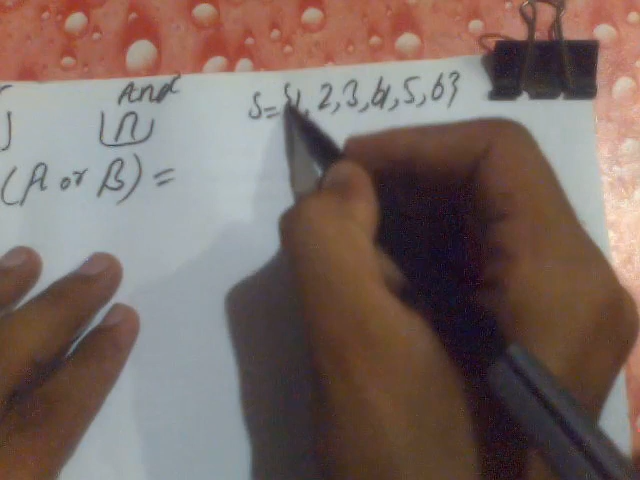 And
S={1, 2, 3, 4, 5, 6}
∩
(A or B) =